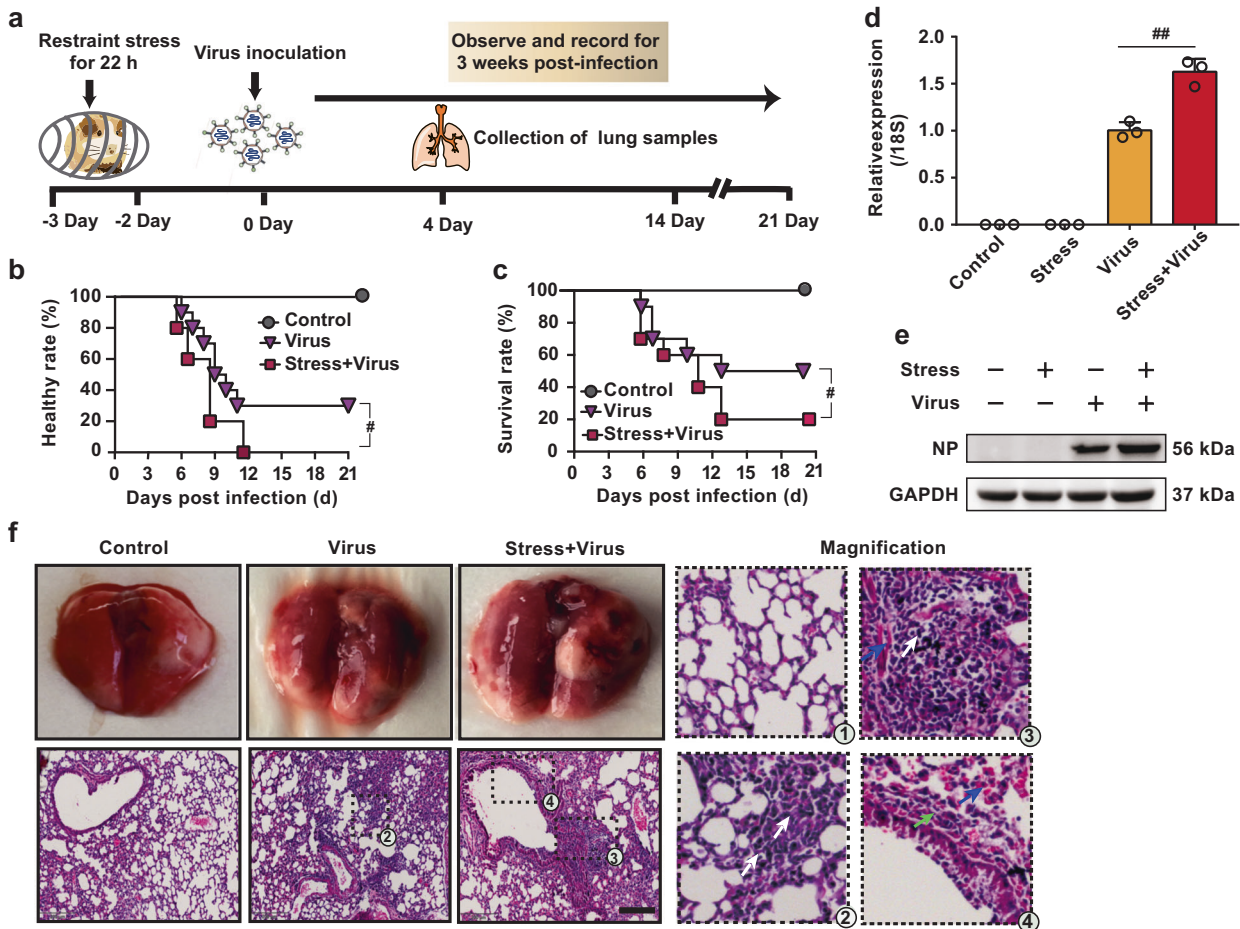 a
Restraint stress
for 22 h
Virus inoculation
Observe and record for
3 weeks post-infection
Collection of lung samples
-3 Day
-2 Day
0 Day
4 Day
14 Day
21 Day
b
Healthy rate (%)
100
80
60
40
20
0
Control
Virus
Stress+Virus
#
0
3
6
9
12
15
18
21
Days post infection (d)
c
Survival rate (%)
100
80
60
40
20
0
Control
Virus
Stress+Virus
#
0
3
6
9
12
15
18
21
Days post infection (d)
d
Relativeexpression
(/18S)
2.0
1.5
1.0
0.5
0.0
##
Control
Stress
Virus
Stress+Virus
e
Stress − + − +
Virus − − + +
NP 56 kDa
GAPDH 37 kDa
f
Control
Virus
Stress+Virus
Magnification
1
3
2
4
3
2
4